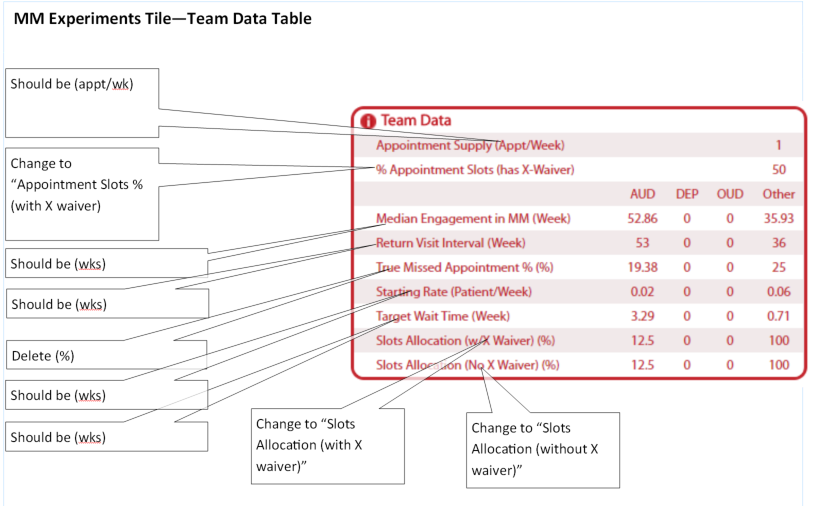 MM Experiments Tile—Team Data Table
Should be (appt/wk)
Change to
“Appointment Slots %
(with X waiver)
Should be (wks)
Should be (wks)
Delete (%)
Should be (wks)
Should be (wks)
Team Data
Appointment Supply (Appt/Week) 1
% Appointment Slots (has X-Waiver) 50
AUD DEP OUD Other
Median Engagement in MM (Week) 52.86 0 0 35.93
Return Visit Interval (Week) 53 0 0 36
True Missed Appointment % (%) 19.38 0 0 25
Starting Rate (Patient/Week) 0.02 0 0 0.06
Target Wait Time (Week) 3.29 0 0 0.71
Slots Allocation (w/X Waiver) (%) 12.5 0 0 100
Slots Allocation (No X Waiver) (%) 12.5 0 0 100
Change to “Slots
Allocation (with X
waiver)”
Change to “Slots
Allocation (without X
waiver)”